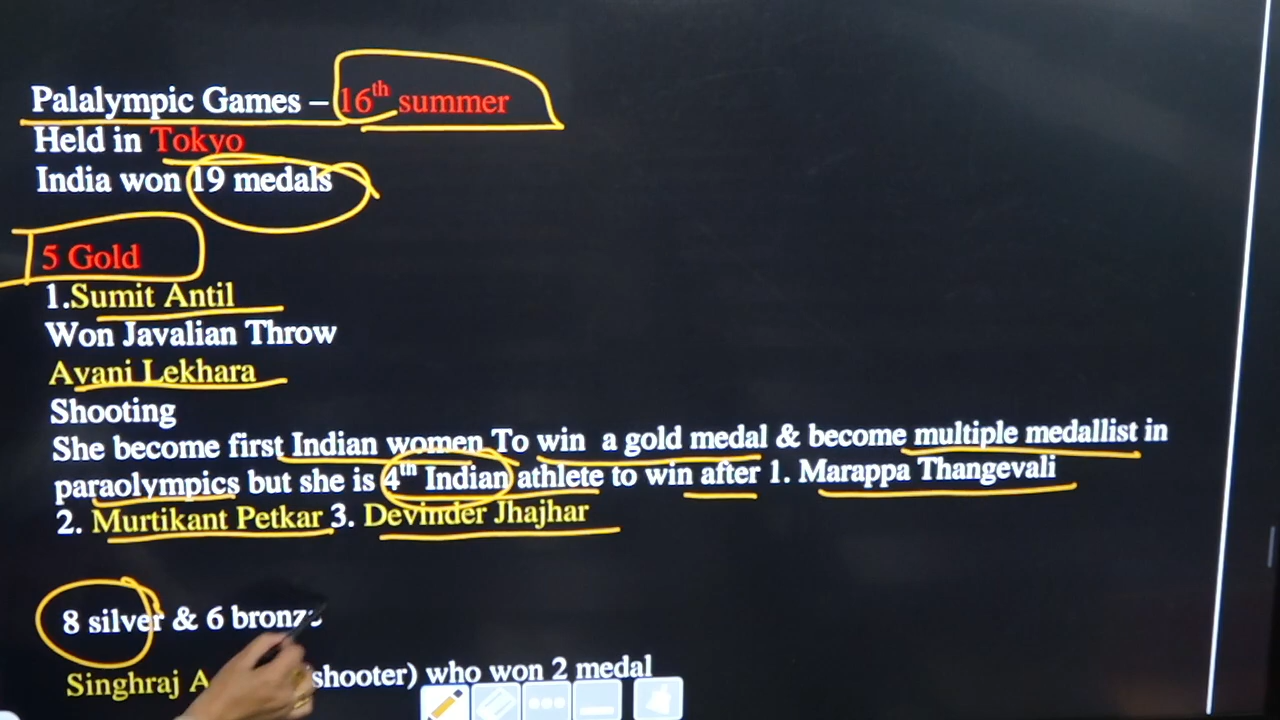 Palalympic Games – 16th summer
Held in Tokyo
India won 19 medals
5 Gold
1.Sumit Antil
Won Javalian Throw
Avani Lekhara
Shooting
She become first Indian women To win a gold medal & become multiple medallist in
paraolympics but she is 4th Indian athlete to win after 1. Marappa Thangevali
2. Murtikant Petkar 3. Devinder Jhajhar
8 silver & 6 bronze
Singhraj shooter) who won 2 medal